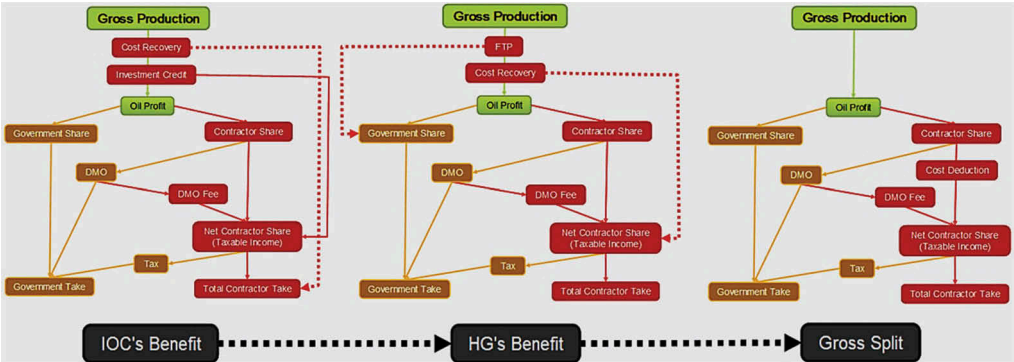 Gross Production
Cost Recovery
Investment Credit
Oil Profit
Government Share
Contractor Share
DMO
DMO Fee
Net Contractor Share
(Taxable Income)
Tax
Government Take
Total Contractor Take
IOC's Benefit
Gross Production
FTP
Cost Recovery
Oil Profit
Government Share
Contractor Share
DMO
DMO Fee
Net Contractor Share
(Taxable Income)
Tax
Government Take
Total Contractor Take
HG's Benefit
Gross Production
Oil Profit
Government Share
Contractor Share
DMO
Cost Deduction
DMO Fee
Net Contractor Share
(Taxable Income)
Tax
Government Take
Total Contractor Take
Gross Split